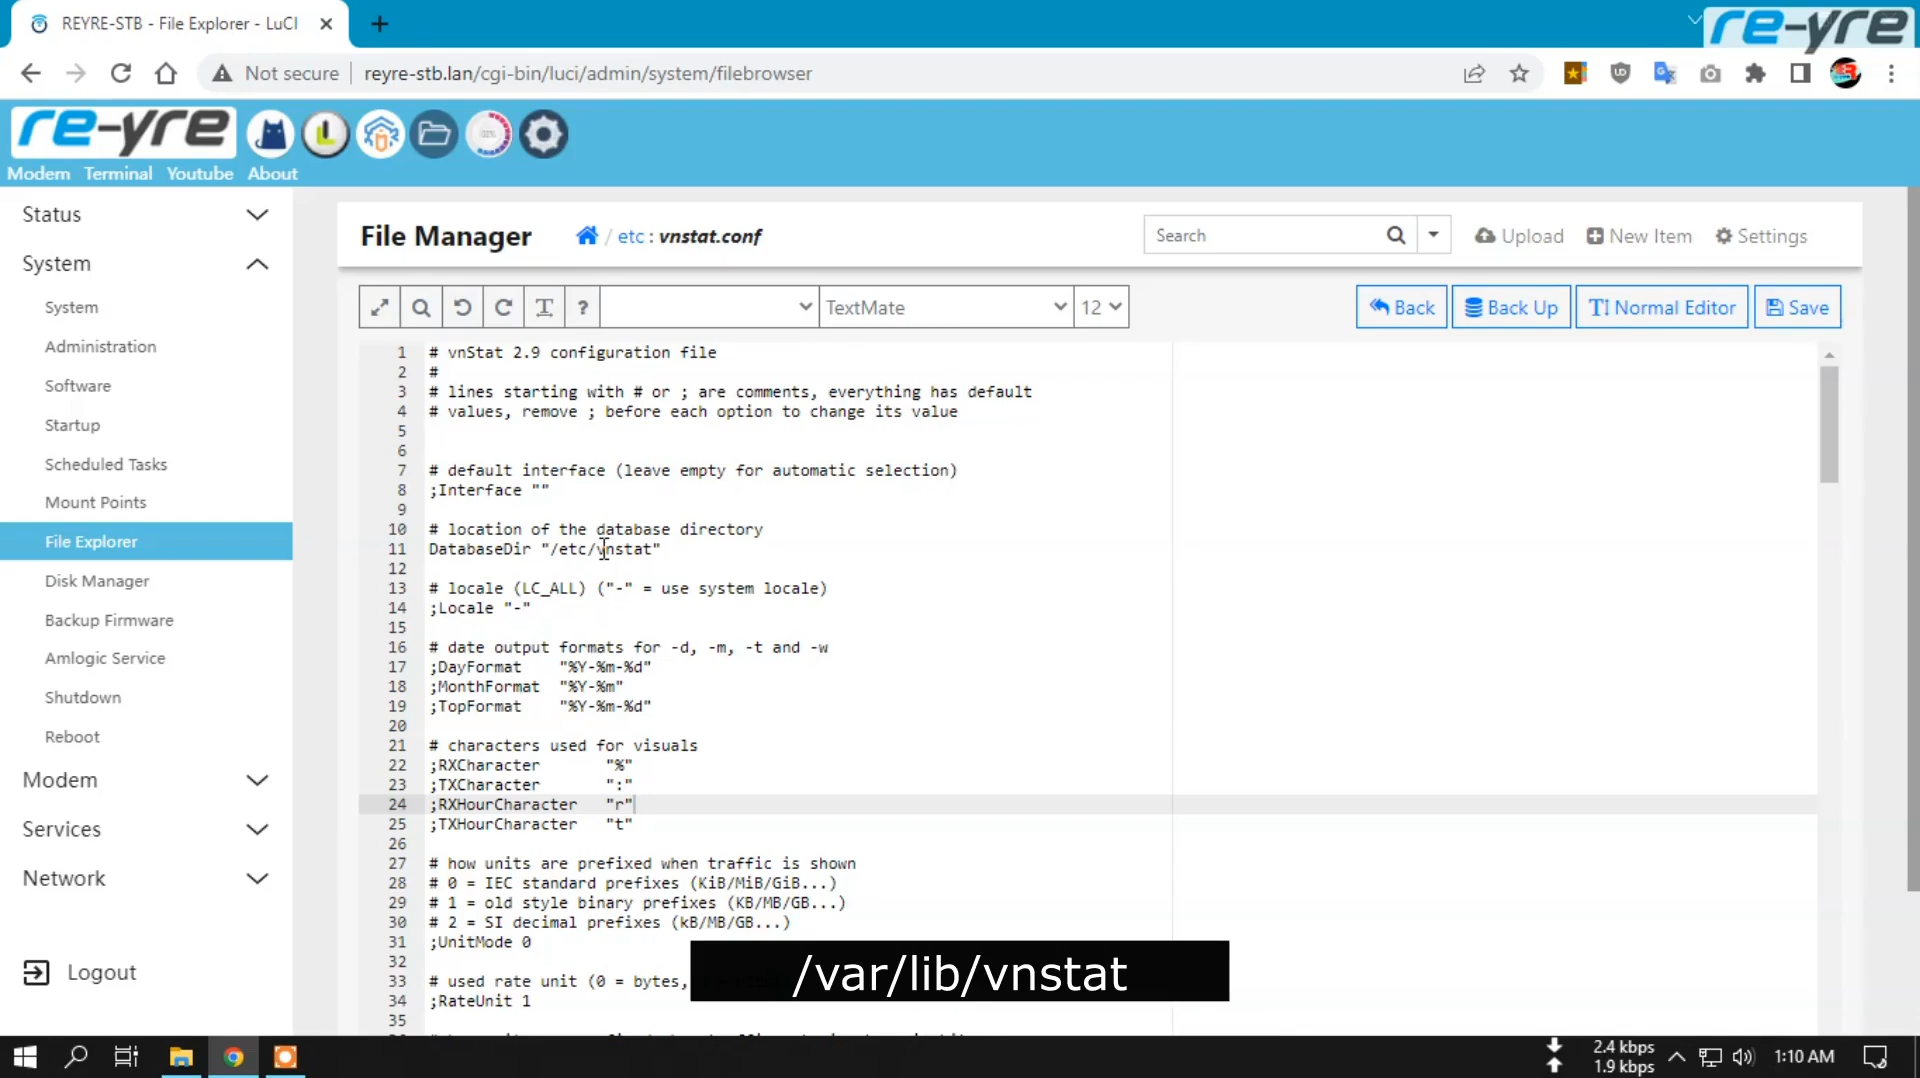 REYRE-STB - File Explorer - LuCI
re-yre
Not secure
reyre-stb.lan/cgi-bin/luci/admin/system/filebrowser
re-yre
Modem Terminal Youtube About
Status
System
System
Administration
Software
Startup
Scheduled Tasks
Mount Points
File Explorer
Disk Manager
Backup Firmware
Amlogic Service
Shutdown
Reboot
Modem
Services
Network
Logout
File Manager
/ etc : vnstat.conf
Search
Upload
New Item
Settings
?
TextMate
12
Back
Back Up
Normal Editor
Save
1 # vnStat 2.9 configuration file
2 #
3 # lines starting with # or ; are comments, everything has default
4 # values, remove ; before each option to change its value
5
6
7 # default interface (leave empty for automatic selection)
8 ;Interface ""
9
10 # location of the database directory
11 DatabaseDir "/etc/vnstat"
12
13 # locale (LC_ALL) ("-" = use system locale)
14 ;Locale "-"
15
16 # date output formats for -d, -m, -t and -w
17 ;DayFormat "%Y-%m-%d"
18 ;MonthFormat "%Y-%m"
19 ;TopFormat "%Y-%m-%d"
20
21 # characters used for visuals
22 ;RXCharacter "%"
23 ;TXCharacter ":"
24 ;RXHourCharacter "r"
25 ;TXHourCharacter "t"
26
27 # how units are prefixed when traffic is shown
28 # 0 = IEC standard prefixes (KiB/MiB/GiB...)
29 # 1 = old style binary prefixes (KB/MB/GB...)
30 # 2 = SI decimal prefixes (kB/MB/GB...)
31 ;UnitMode 0
32
33 # used rate unit (0 = bytes,
34 ;RateUnit 1
35
/var/lib/vnstat
2.4 kbps
1.9 kbps
1:10 AM